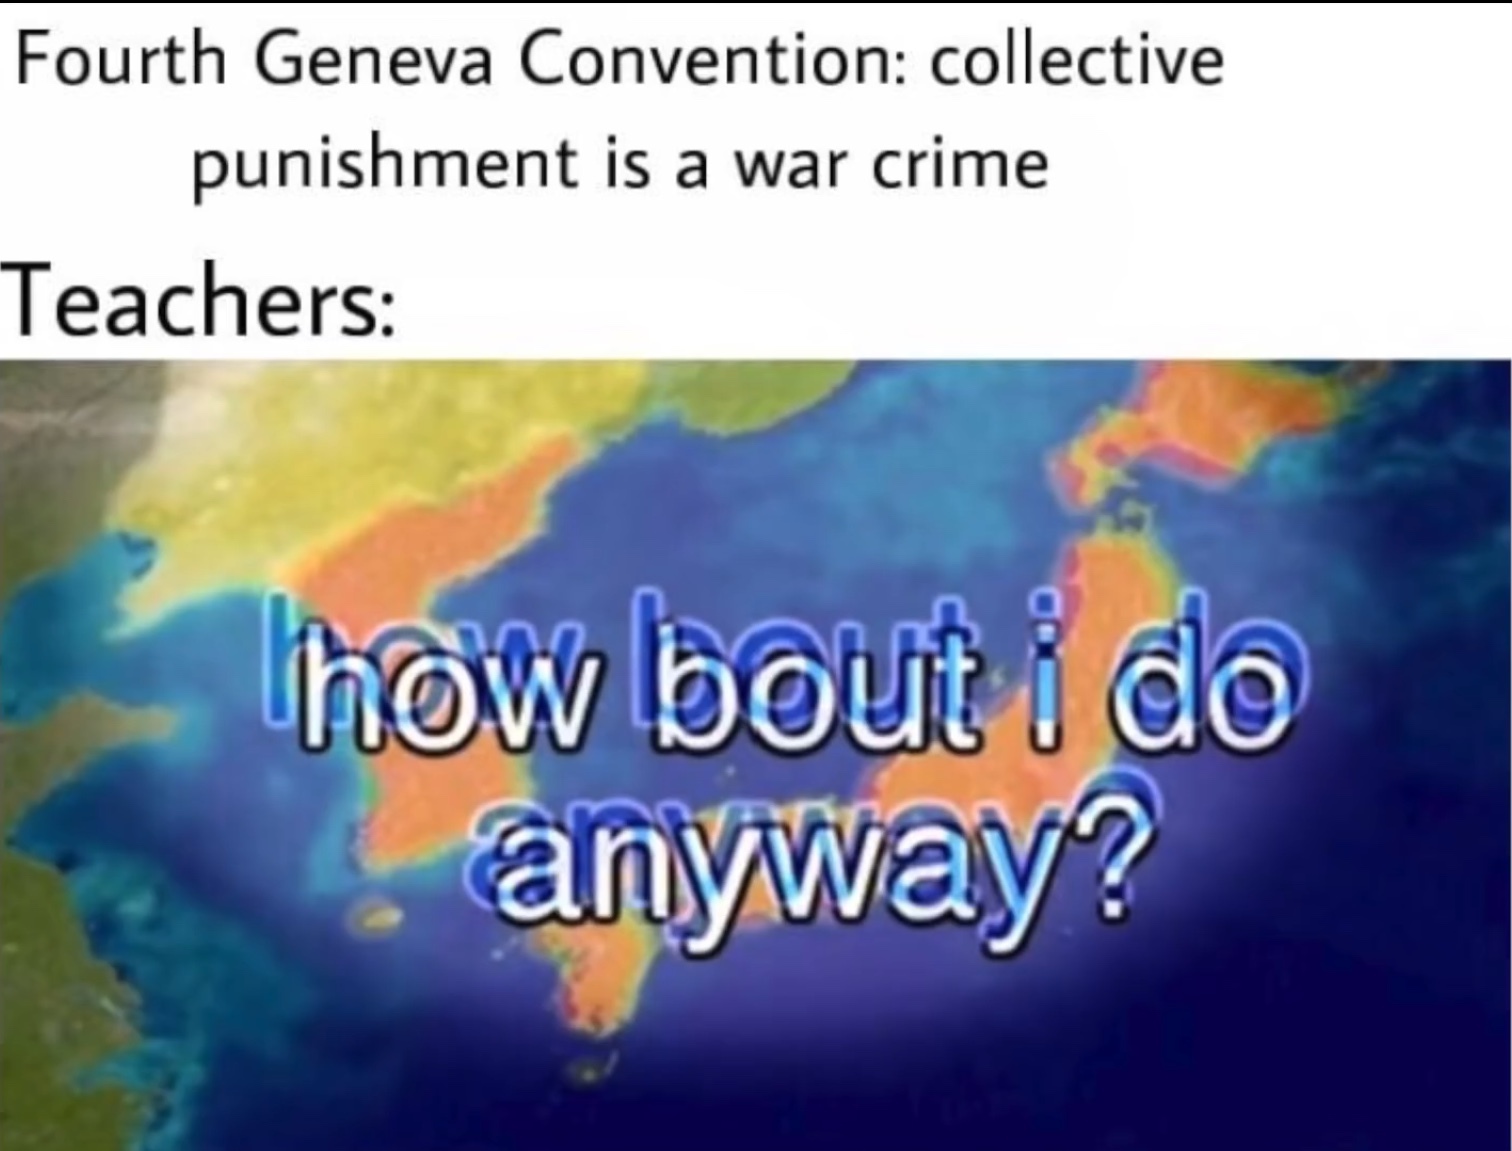 Fourth Geneva Convention: collective
punishment is a war crime
Teachers:
how bout i do
anyway?